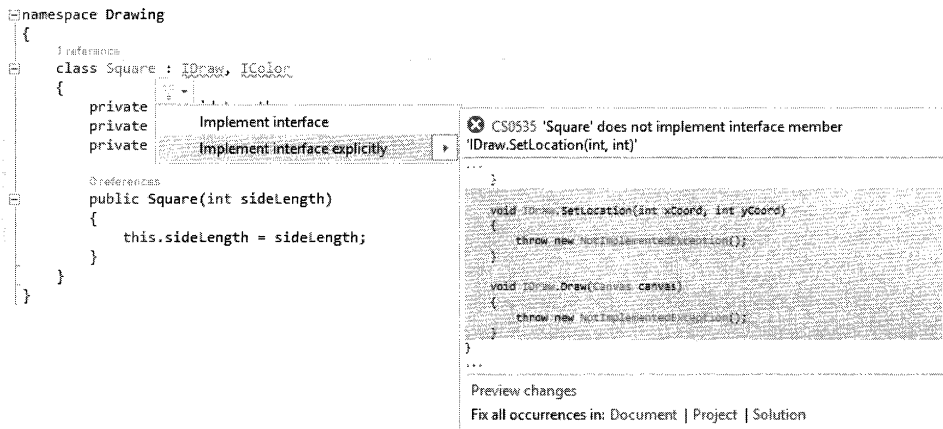 namespace Drawing
{
1 reference
class Square : IDraw, IColor
{
private
private
private
Implement interface
Implement interface explicitly
0 references
public Square(int sideLength)
{
this.sideLength = sideLength;
}
}
}
CS0535 'Square' does not implement interface member
'IDraw.SetLocation(int, int)'
...
}
void IDraw.SetLocation(int xCoord, int yCoord)
{
throw new NotImplementedException();
}
void IDraw.Draw(Canvas canvas)
{
throw new NotImplementedException();
}
}
...
Preview changes
Fix all occurrences in: Document | Project | Solution